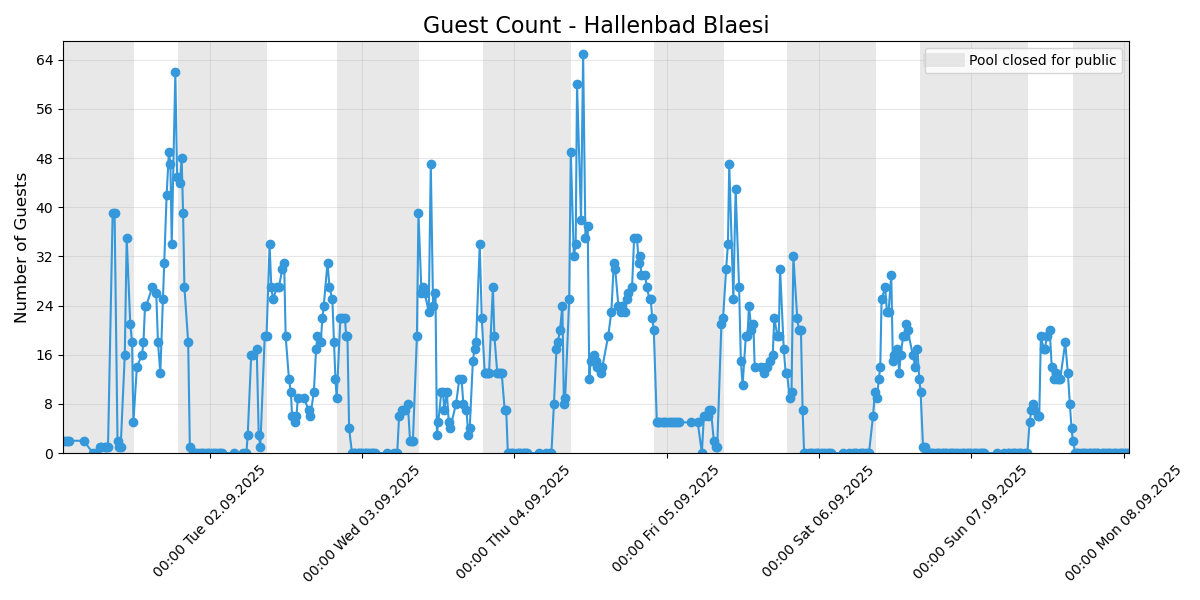 Guest Count - Hallenbad Blaesi
Pool closed for public
Number of Guests
64
56
48
40
32
24
16
8
0
00:00 Tue 02.09.2025
00:00 Wed 03.09.2025
00:00 Thu 04.09.2025
00:00 Fri 05.09.2025
00:00 Sat 06.09.2025
00:00 Sun 07.09.2025
00:00 Mon 08.09.2025